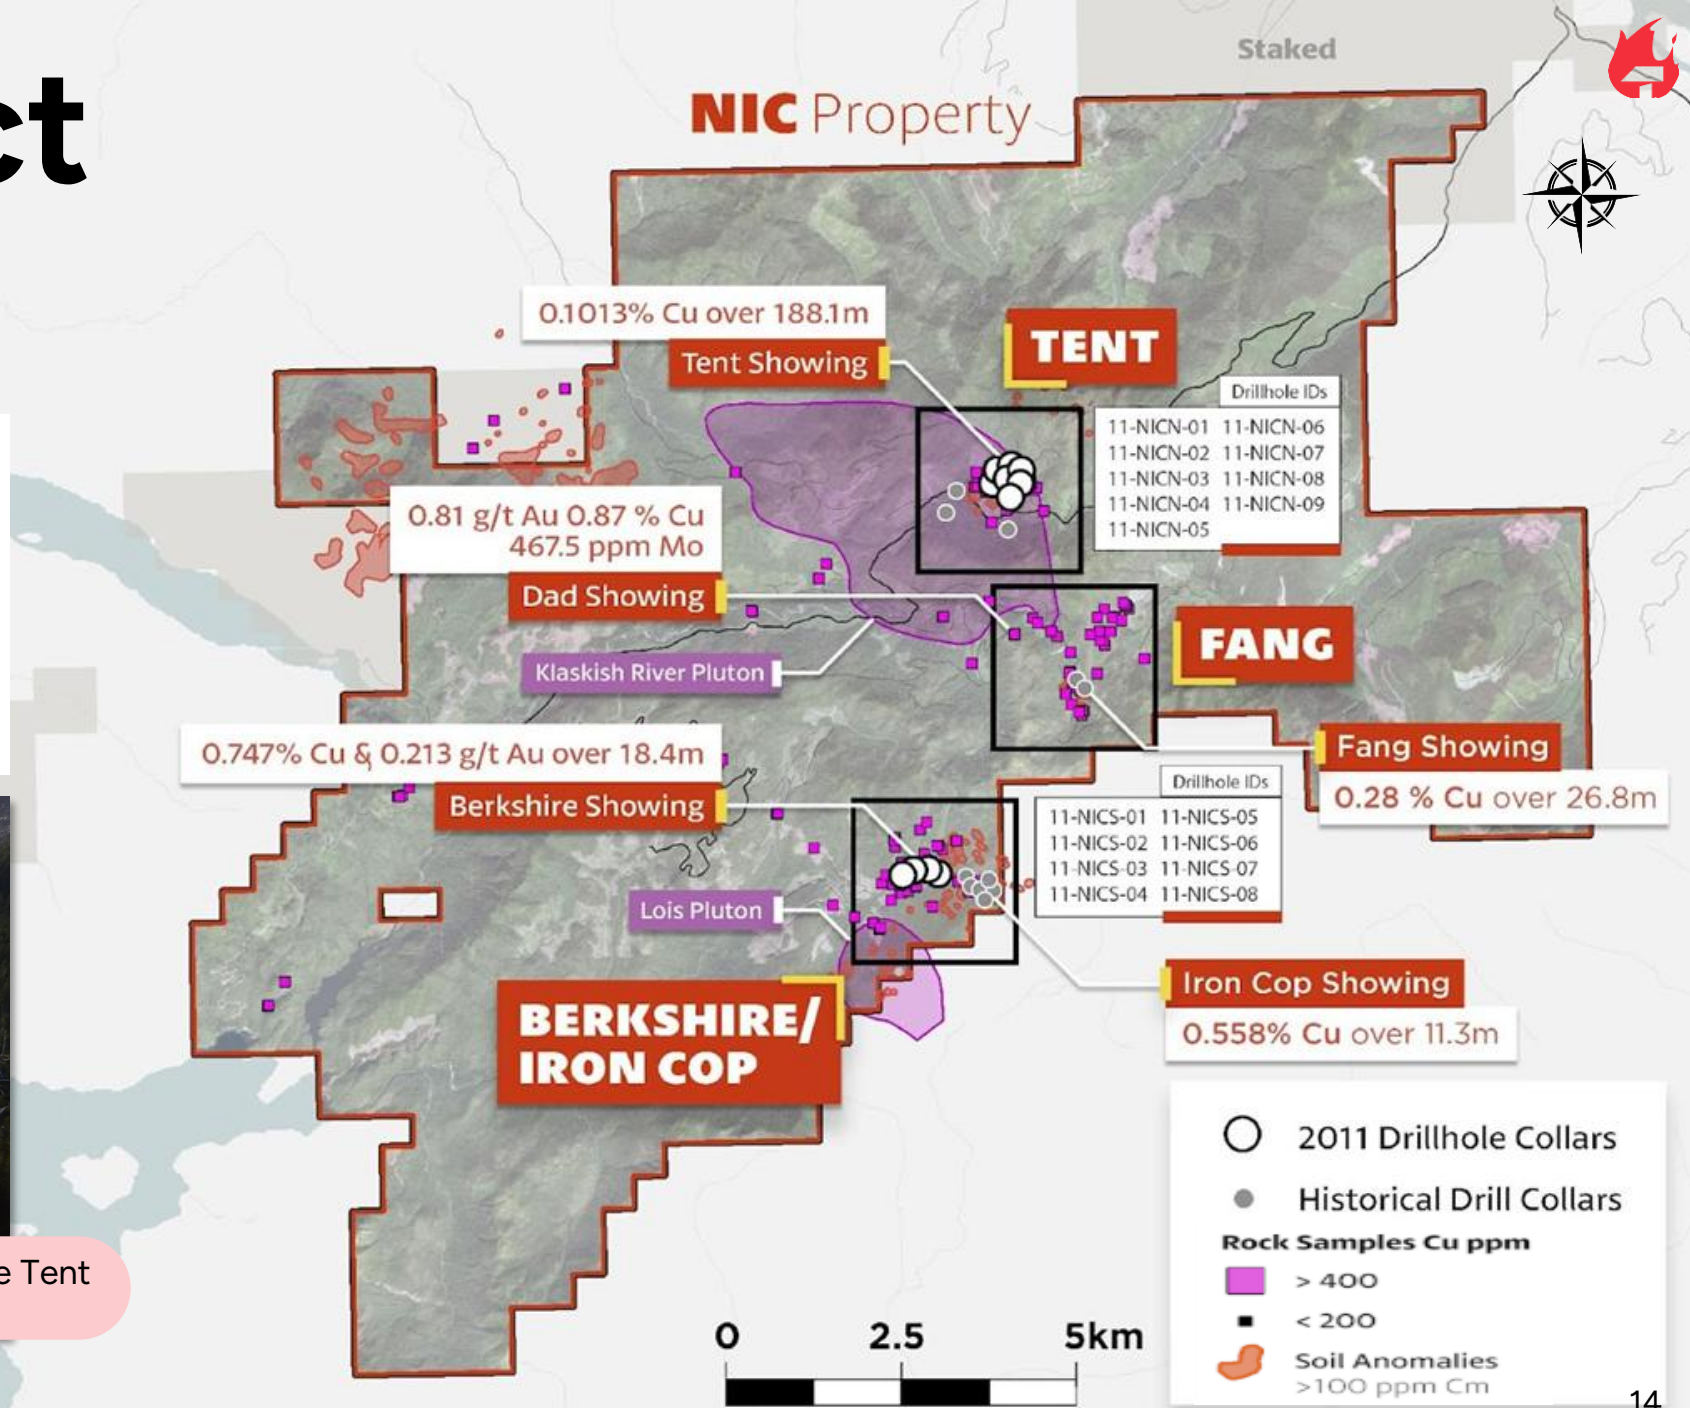 ct
Staked
NIC Property
0.1013% Cu over 188.1m
Tent Showing
TENT
Drillhole IDs
11-NICN-01 11-NICN-06
11-NICN-02 11-NICN-07
11-NICN-03 11-NICN-08
11-NICN-04 11-NICN-09
11-NICN-05
0.81 g/t Au 0.87 % Cu
467.5 ppm Mo
Dad Showing
Klaskish River Pluton
FANG
Fang Showing
0.28 % Cu over 26.8m
0.747% Cu & 0.213 g/t Au over 18.4m
Berkshire Showing
Drillhole IDs
11-NICS-01 11-NICS-05
11-NICS-02 11-NICS-06
11-NICS-03 11-NICS-07
11-NICS-04 11-NICS-08
Lois Pluton
BERKSHIRE/
IRON COP
Iron Cop Showing
0.558% Cu over 11.3m
e Tent
2011 Drillhole Collars
Historical Drill Collars
Rock Samples Cu ppm
> 400
< 200
Soil Anomalies
>100 ppm Cm
0 2.5 5km
14